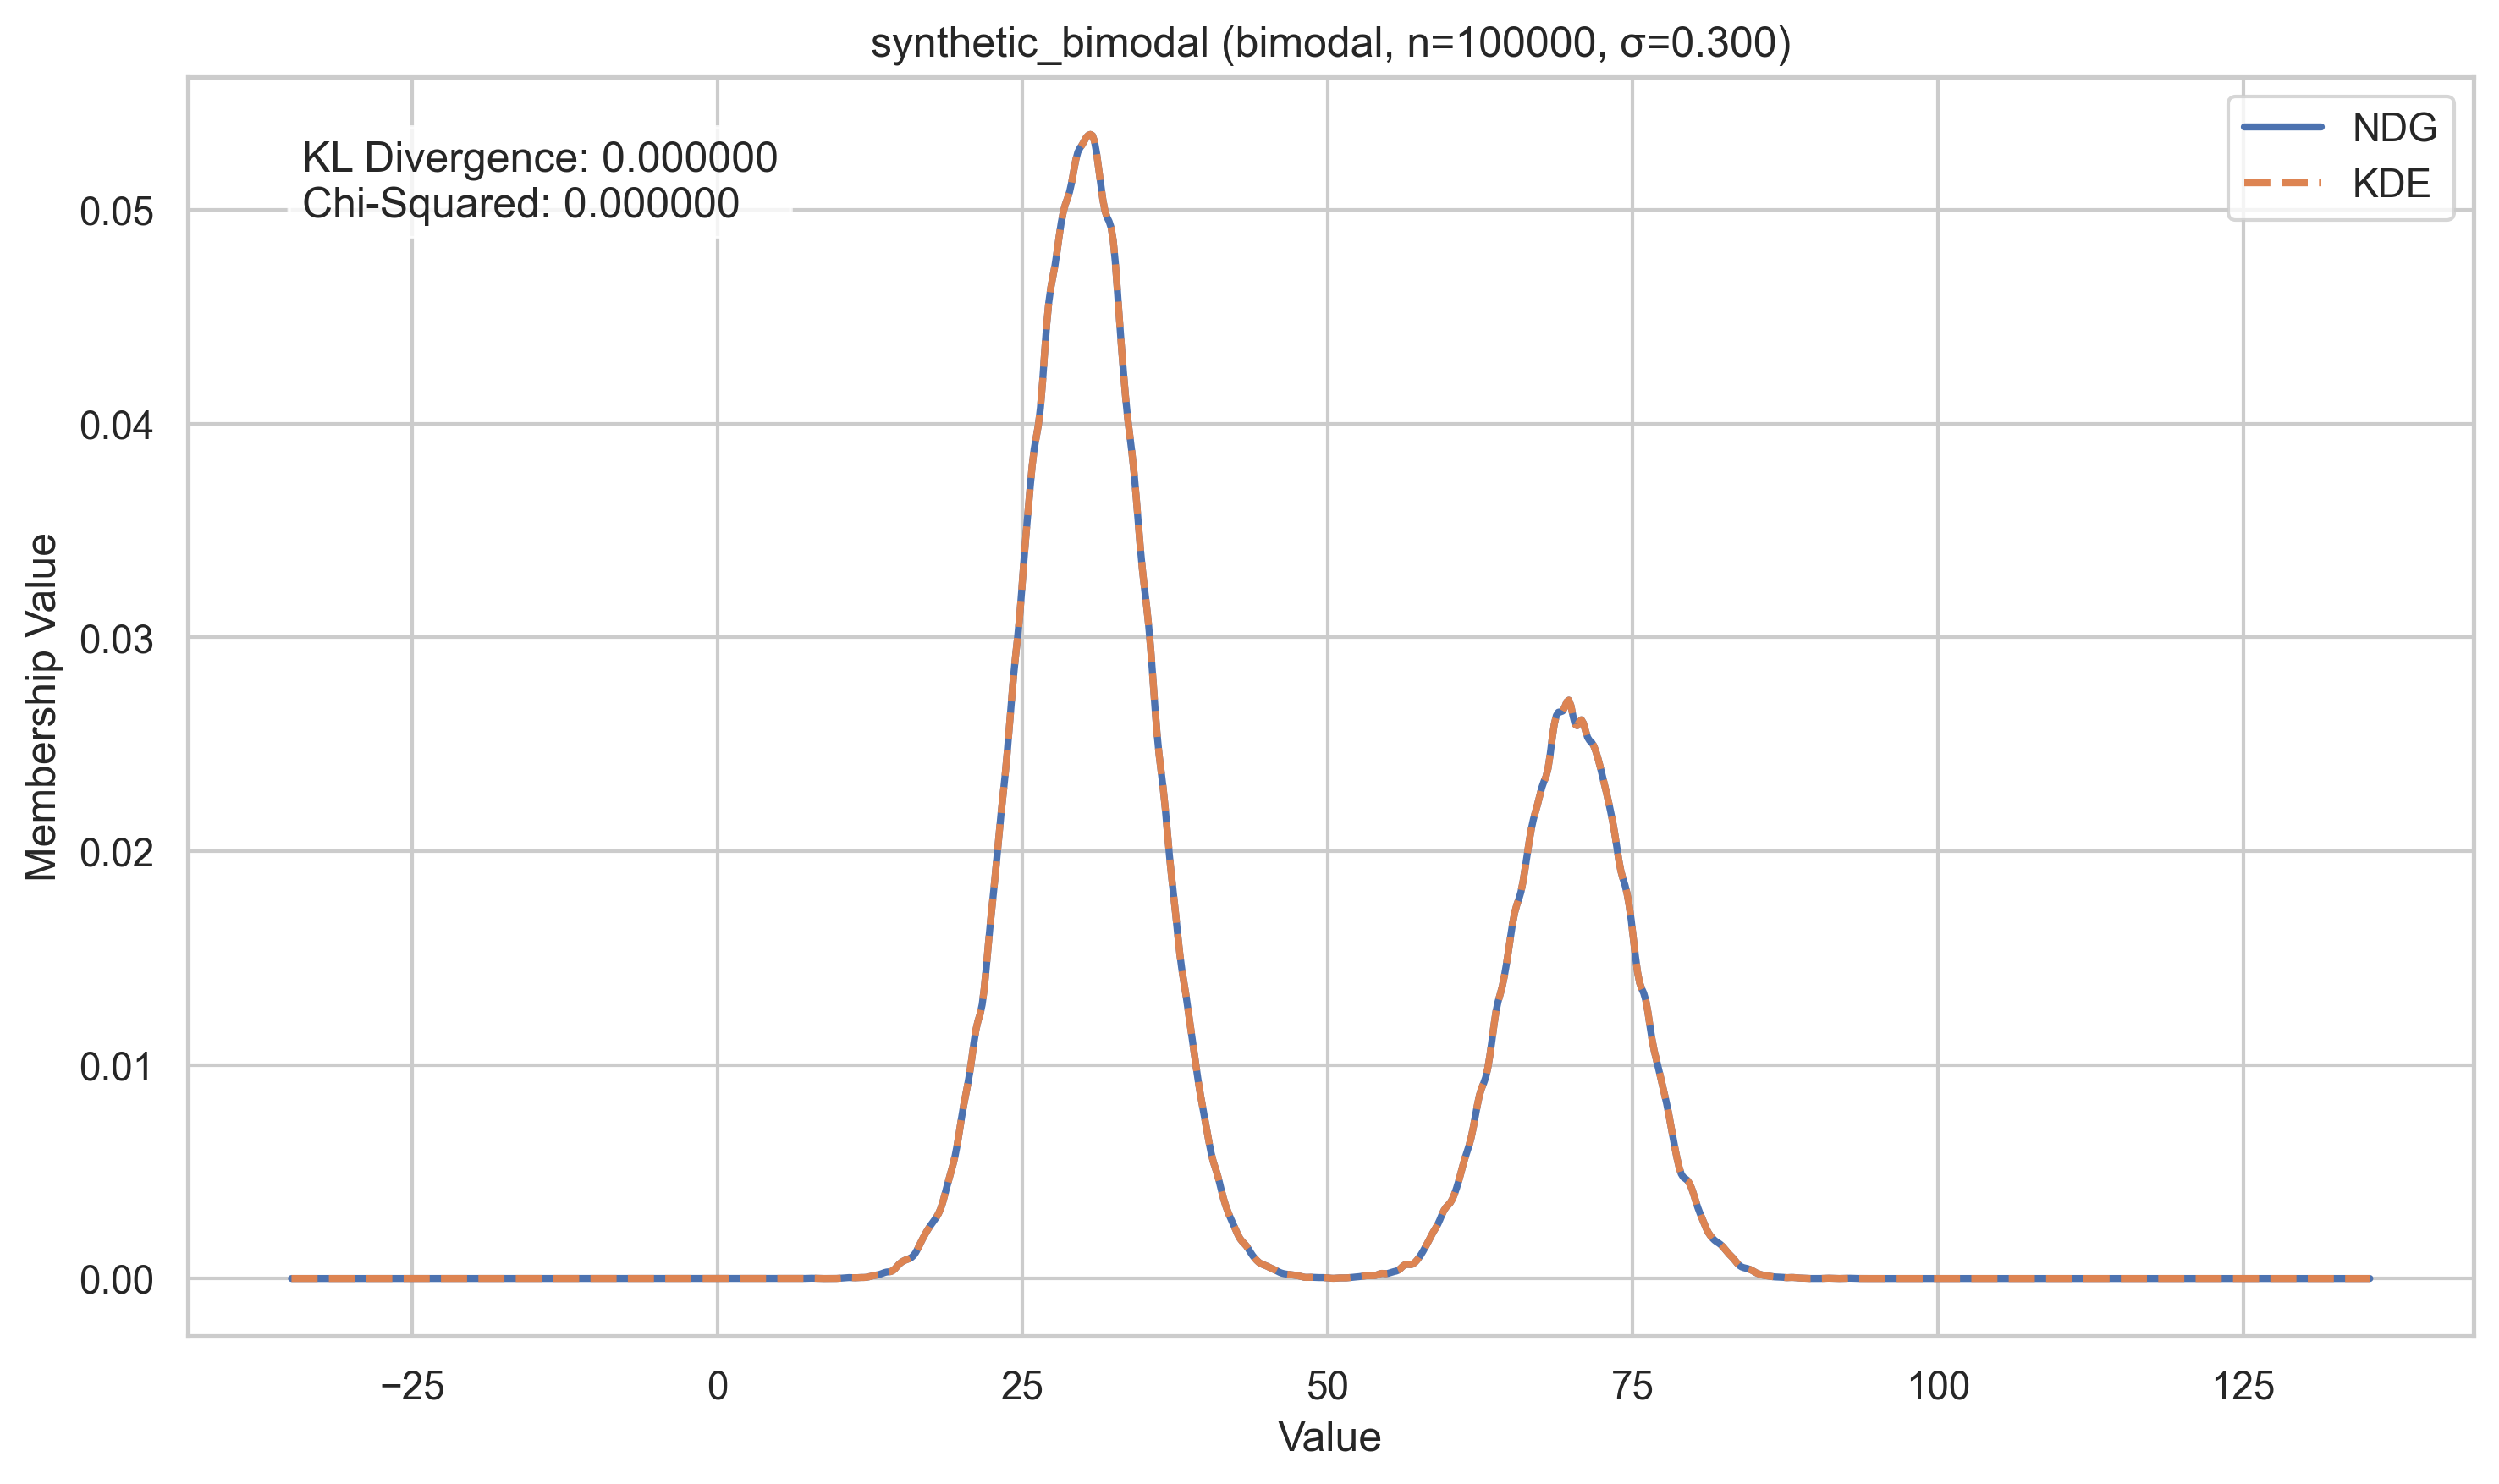 synthetic_bimodal (bimodal, n=100000, σ=0.300)
KL Divergence: 0.000000
Chi-Squared: 0.000000
NDG
KDE
Membership Value
0.05
0.04
0.03
0.02
0.01
0.00
−25 0 25 50 75 100 125
Value